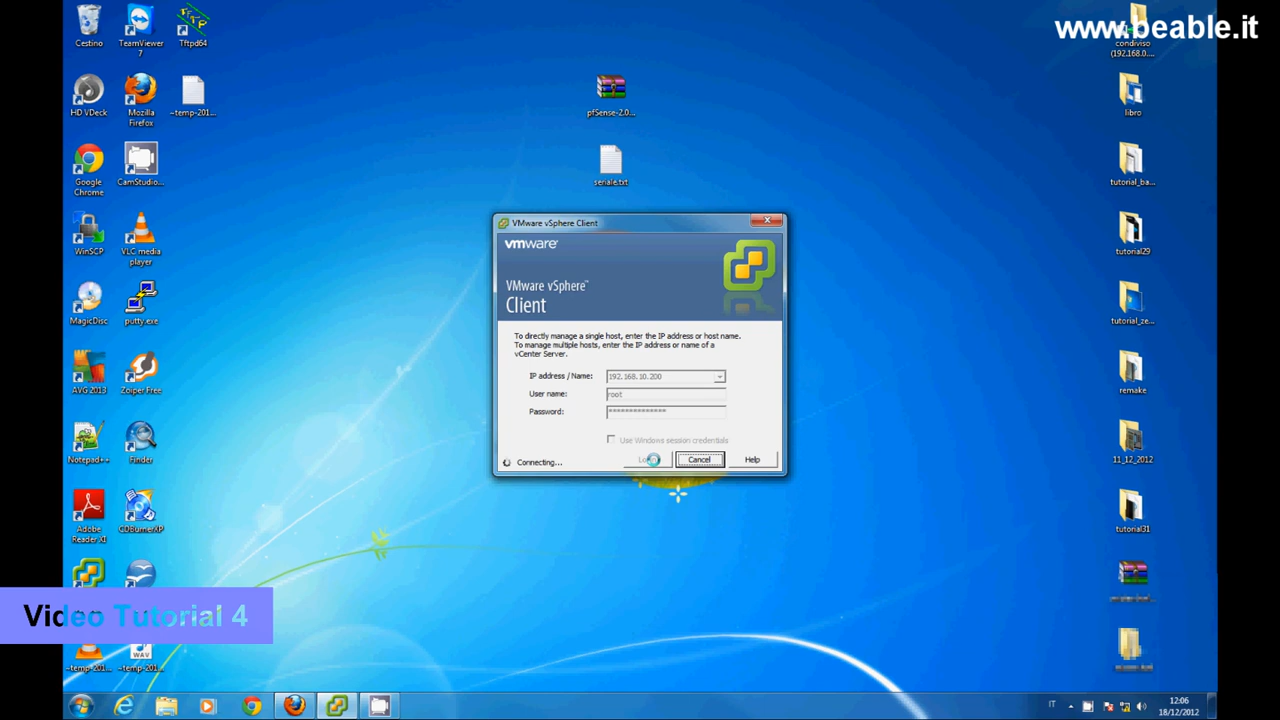 www.beable.it
Cestino
TeamViewer
7
Tftpd64
condiviso
(192.168.0....
HD VDeck
Mozilla
Firefox
~temp-201...
pfSense-2.0...
libro
Google
Chrome
CamStudio...
seriale.txt
tutorial_ba...
WinSCP
VLC media
player
tutorial29
VMware vSphere Client
vmware
VMware vSphere™
Client
MagicDisc
putty.exe
tutorial_ze...
To directly manage a single host, enter the IP address or host name.
To manage multiple hosts, enter the IP address or name of a
vCenter Server.
IP address / Name:
192.168.10.200
User name:
root
Password:
**************
Use Windows session credentials
Connecting...
Cancel
Help
AVG 2013
Zoiper Free
remake
Notepad++
Finder
11_12_2012
Adobe
Reader XI
CDBurnerXP
tutorial31
Video Tutorial 4
WAV
~temp-201...
~temp-201...
IT
12:06
18/12/2012